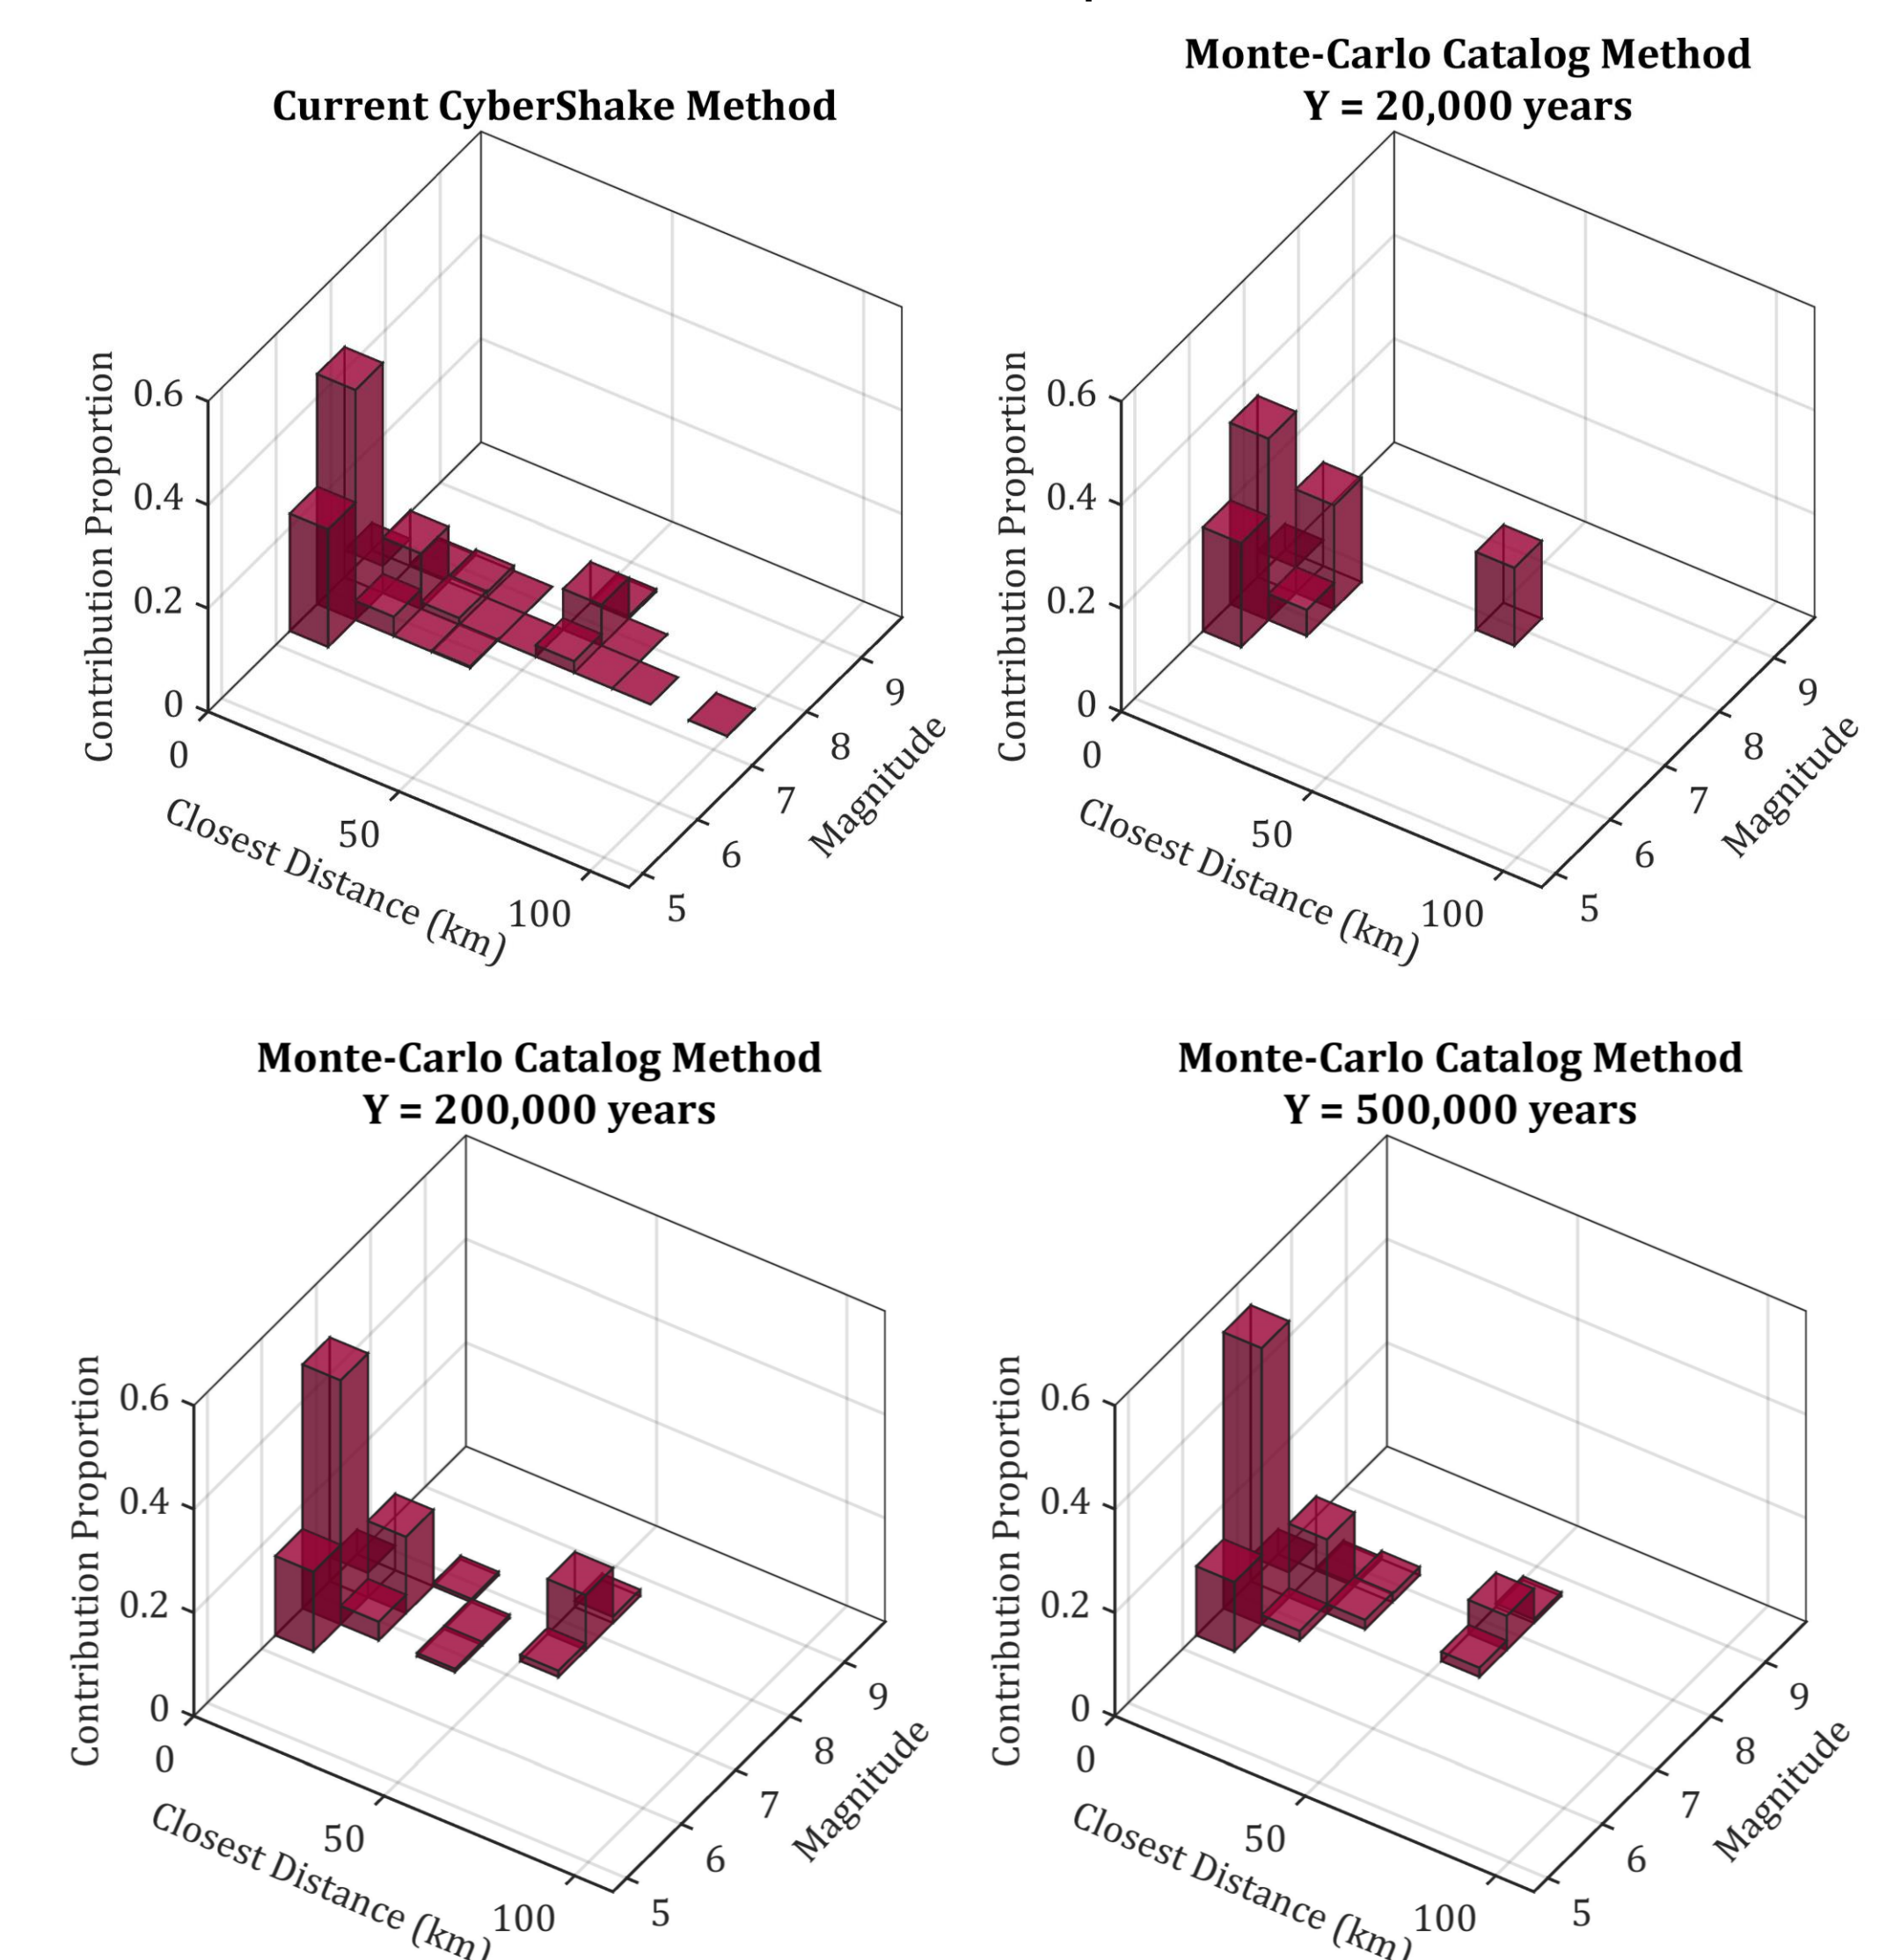 Current CyberShake Method
0.6
0.4
0.2
0
Contribution Proportion
0
50
100
Closest Distance (km)
5
6
7
8
9
Magnitude
Monte-Carlo Catalog Method
Y = 20,000 years
0.6
0.4
0.2
0
Contribution Proportion
0
50
100
Closest Distance (km)
5
6
7
8
9
Magnitude
Monte-Carlo Catalog Method
Y = 200,000 years
0.6
0.4
0.2
0
Contribution Proportion
0
50
100
Closest Distance (km)
5
6
7
8
9
Magnitude
Monte-Carlo Catalog Method
Y = 500,000 years
0.6
0.4
0.2
0
Contribution Proportion
0
50
100
Closest Distance (km)
5
6
7
8
9
Magnitude